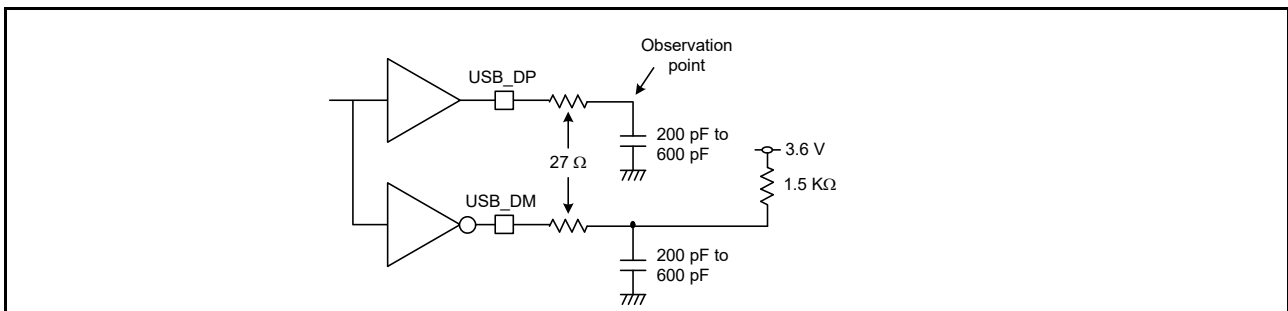 Observation
point
USB_DP
200 pF to
600 pF
27 Ω
3.6 V
1.5 KΩ
USB_DM
200 pF to
600 pF